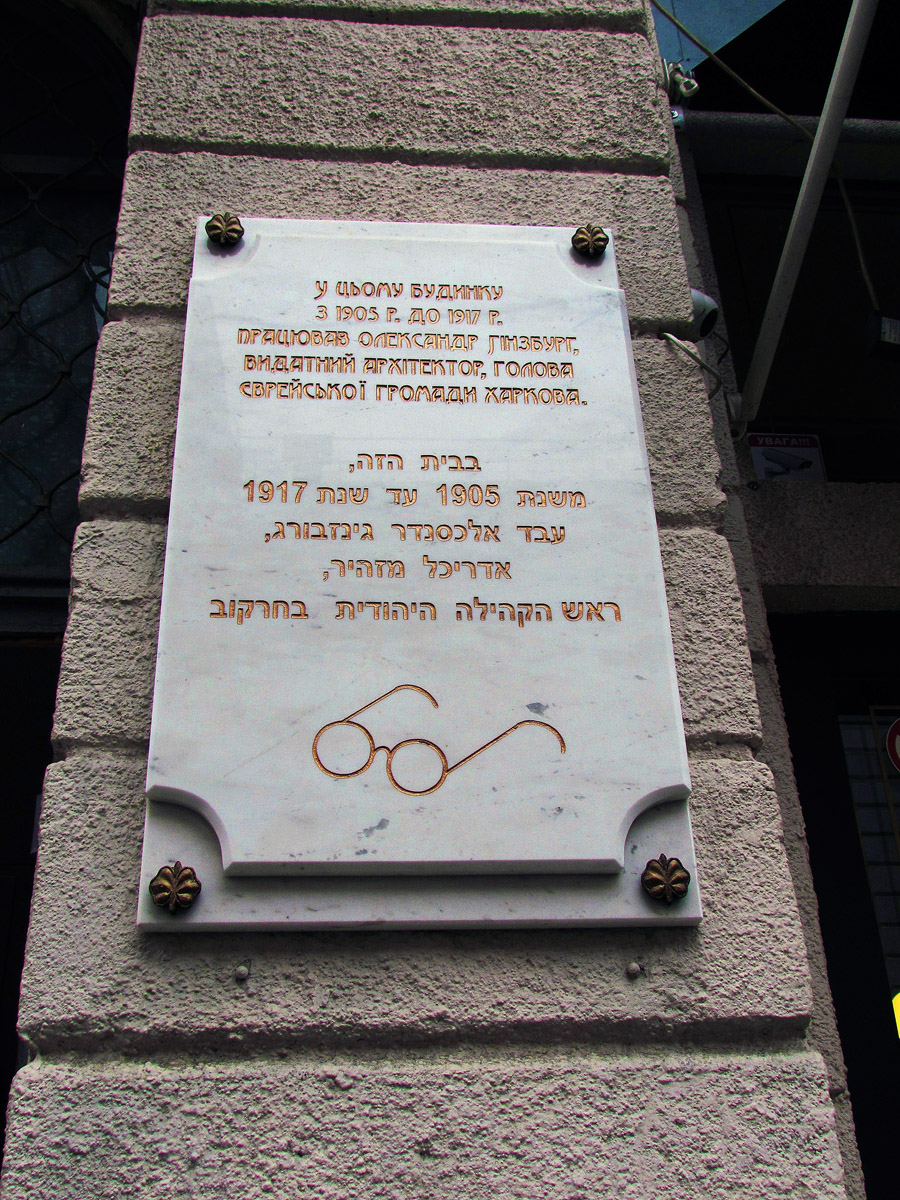 У ЦЬОМУ БУДИНКУ
З 1905 Р. ДО 1917 Р.
ПРАЦЮВАВ ОЛЕКСАНДР ГІНЗБУРГ,
ВИДАТНИЙ АРХІТЕКТОР, ГОЛОВА
ЄВРЕЙСЬКОЇ ГРОМАДИ ХАРКОВА.
בבית הזה,
משנת 1905 עד שנת 1917
עבד אלכסנדר גינזבורג,
אדריכל מזהיר,
ראש הקהילה היהודית בחרקוב
УВАГА!!!